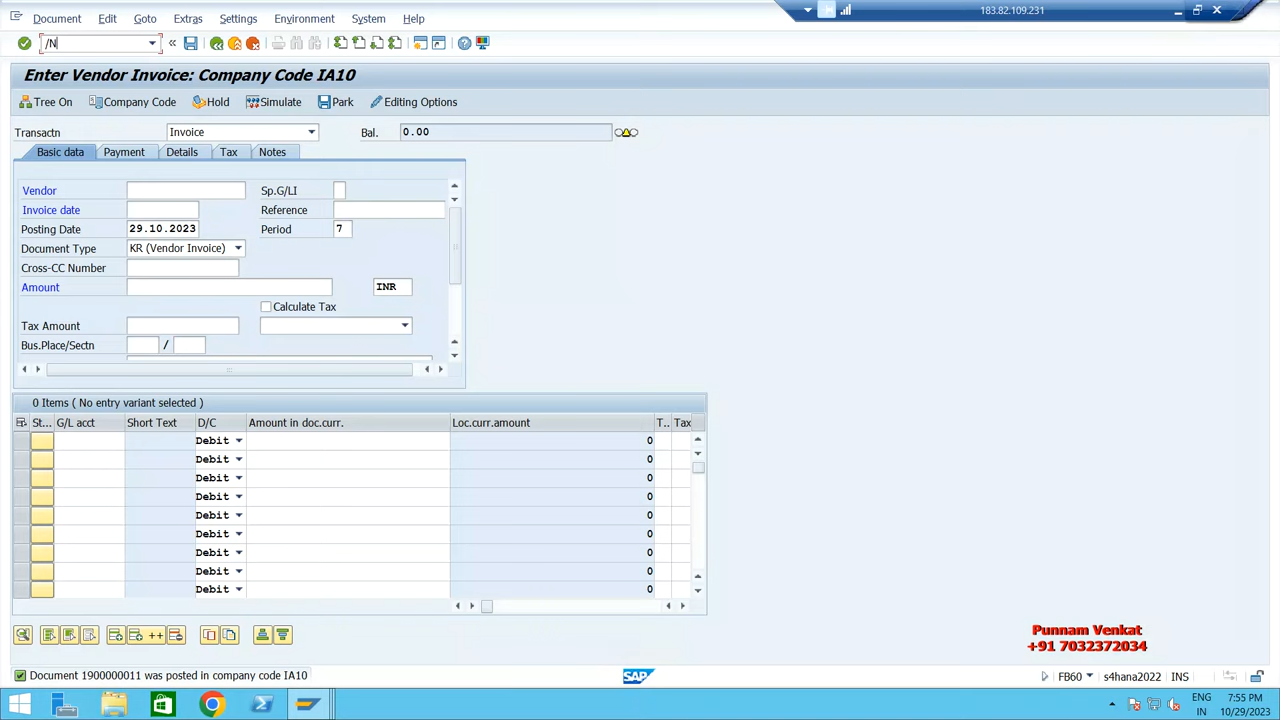 183.82.109.231
Document Edit Goto Extras Settings Environment System Help
/N
Enter Vendor Invoice: Company Code IA10
Tree On Company Code Hold Simulate Park Editing Options
Transactn Invoice Bal. 0.00
Basic data Payment Details Tax Notes
Vendor Sp.G/LI
Invoice date Reference
Posting Date 29.10.2023 Period 7
Document Type KR (Vendor Invoice)
Cross-CC Number
Amount INR
Calculate Tax
Tax Amount
Bus.Place/Sectn /
0 Items ( No entry variant selected )
St... G/L acct Short Text D/C Amount in doc.curr. Loc.curr.amount T.. Tax
Debit 0
Debit 0
Debit 0
Debit 0
Debit 0
Debit 0
Debit 0
Debit 0
Debit 0
Punnam Venkat
+91 7032372034
Document 1900000011 was posted in company code IA10 SAP FB60 s4hana2022 INS
ENG 7:55 PM
IN 10/29/2023